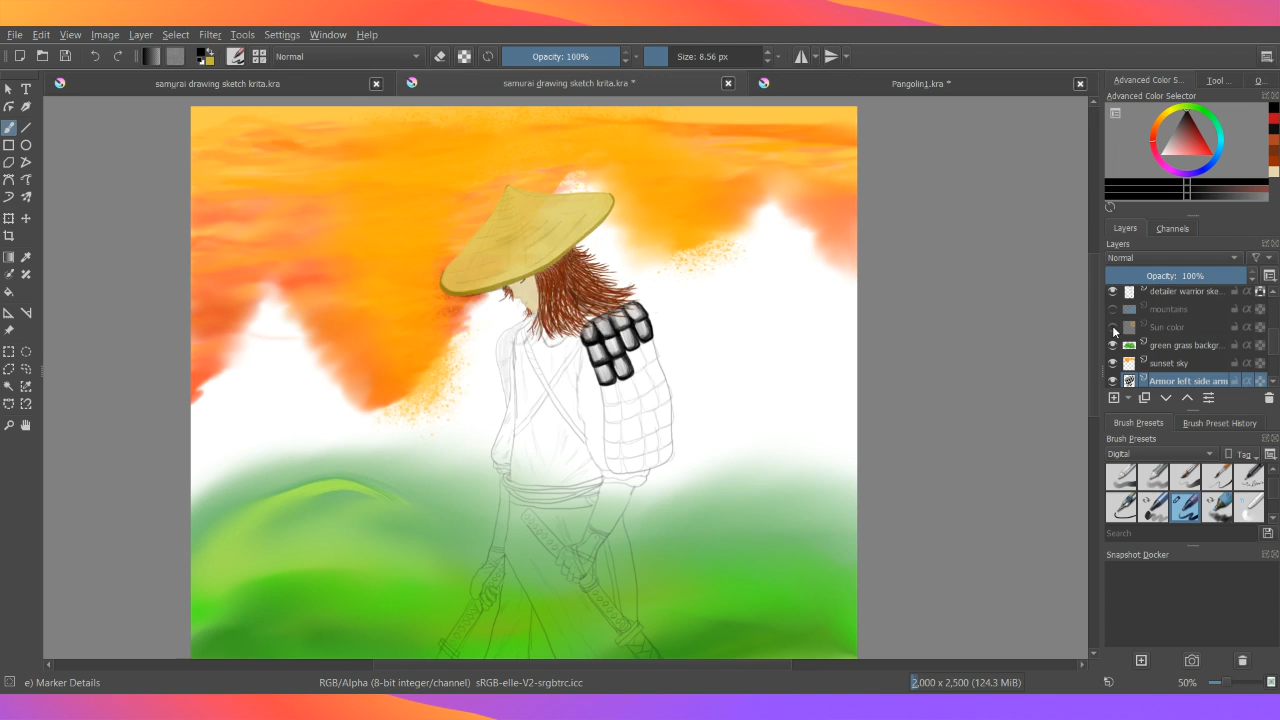 File Edit View Image Layer Select Filter Tools Settings Window Help
Normal Opacity: 100% Size: 8.56 px
samurai drawing sketch krita.kra
samurai drawing sketch krita.kra *
Pangolin1.kra *
Advanced Color S... Tool ... O...
Advanced Color Selector
Layers Channels
Layers
Normal
Opacity: 100%
detailer warrior ske...
mountains
Sun color
green grass backgr...
sunset sky
Armor left side arm
Brush Presets Brush Preset History
Brush Presets
Digital Tag
Search
Snapshot Docker
e) Marker Details RGB/Alpha (8-bit integer/channel) sRGB-elle-V2-srgbtrc.icc 2,000 x 2,500 (124.3 MiB) 50%